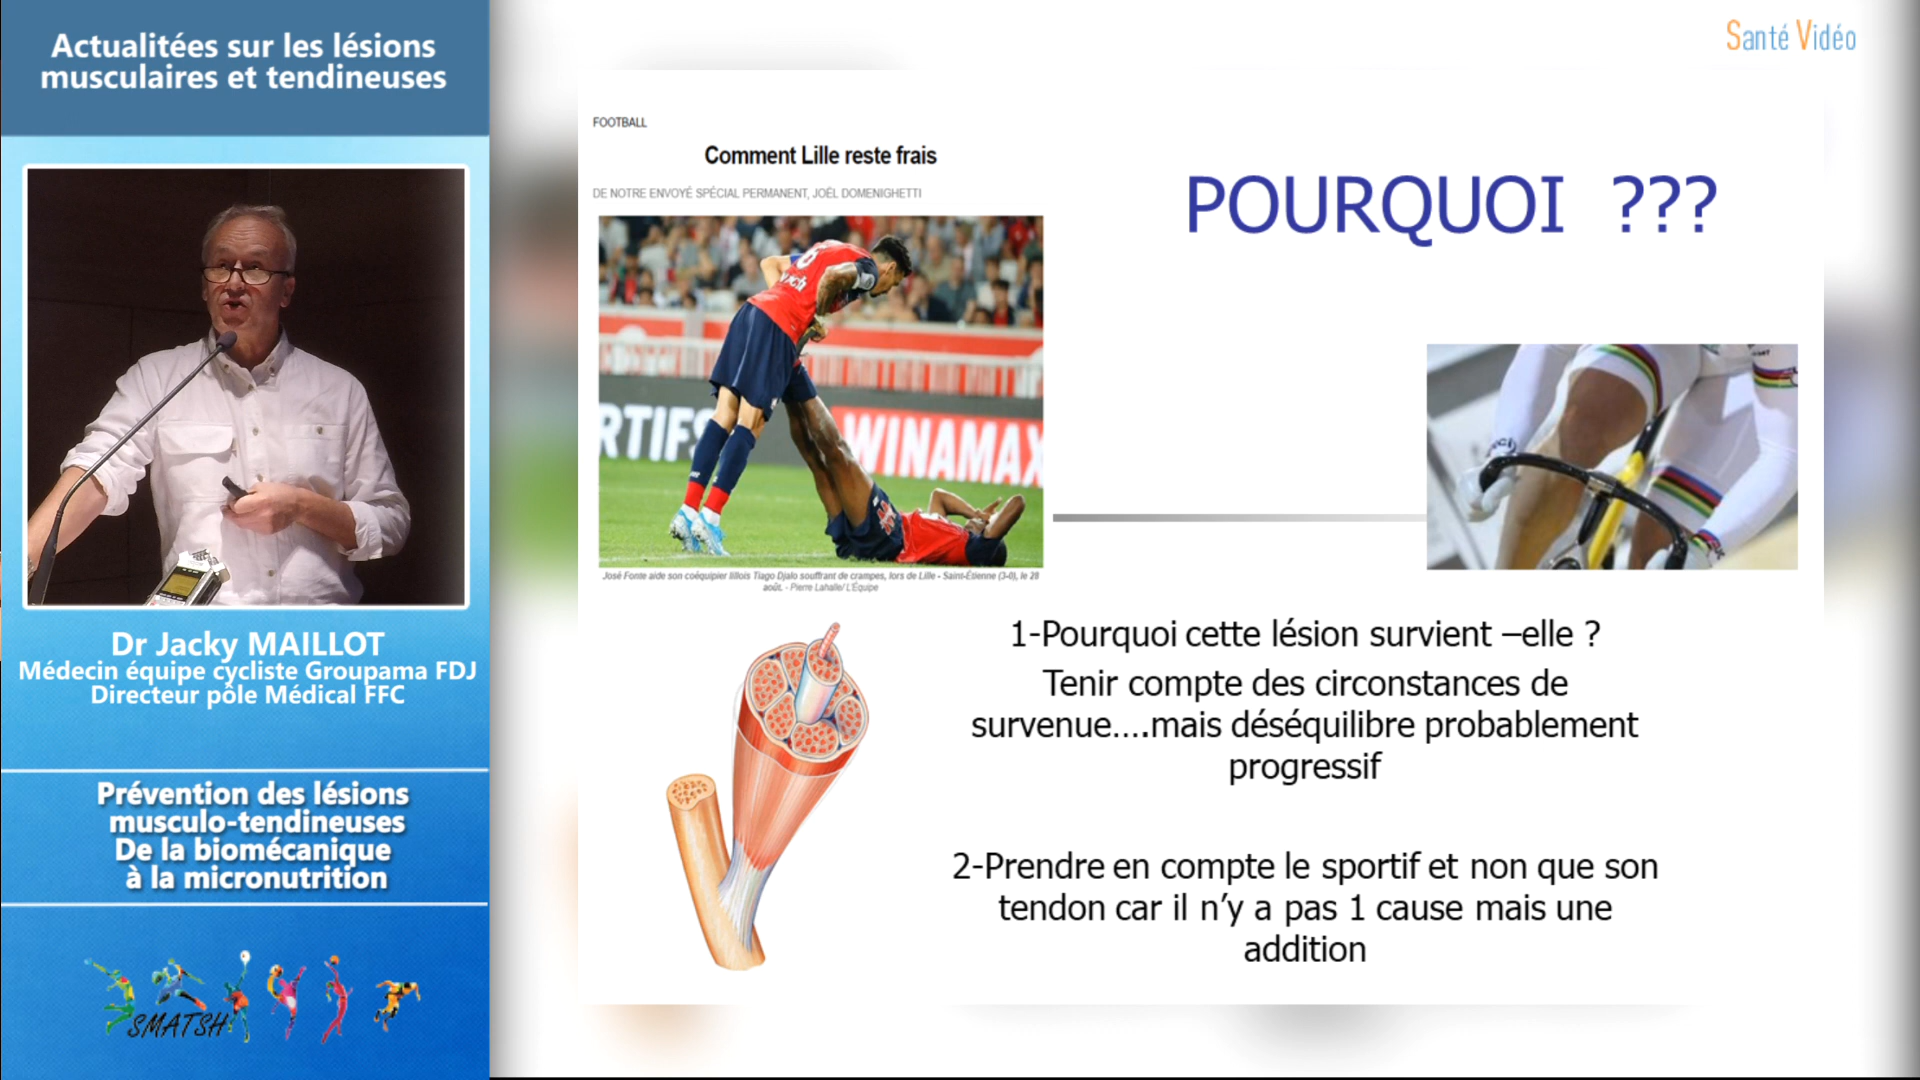 Actualitées sur les lésions
musculaires et tendineuses
Dr Jacky MAILLOT
Médecin équipe cycliste Groupama FDJ
Directeur pôle Médical FFC
Prévention des lésions
musculo-tendineuses
De la biomécanique
à la micronutrition
SMATSH
Santé Vidéo
FOOTBALL
Comment Lille reste frais
DE NOTRE ENVOYÉ SPÉCIAL PERMANENT, JOËL DOMENIGHETTI
6
RTIFS
WINAMAX
José Fonte aide son coéquipier lillois Tiago Djalo souffrant de crampes, lors de Lille - Saint-Étienne (3-0), le 28
août. - Pierre Lahalle/ L'Équipe
POURQUOI ???
1-Pourquoi cette lésion survient –elle ?
Tenir compte des circonstances de
survenue….mais déséquilibre probablement
progressif
2-Prendre en compte le sportif et non que son
tendon car il n’y a pas 1 cause mais une
addition